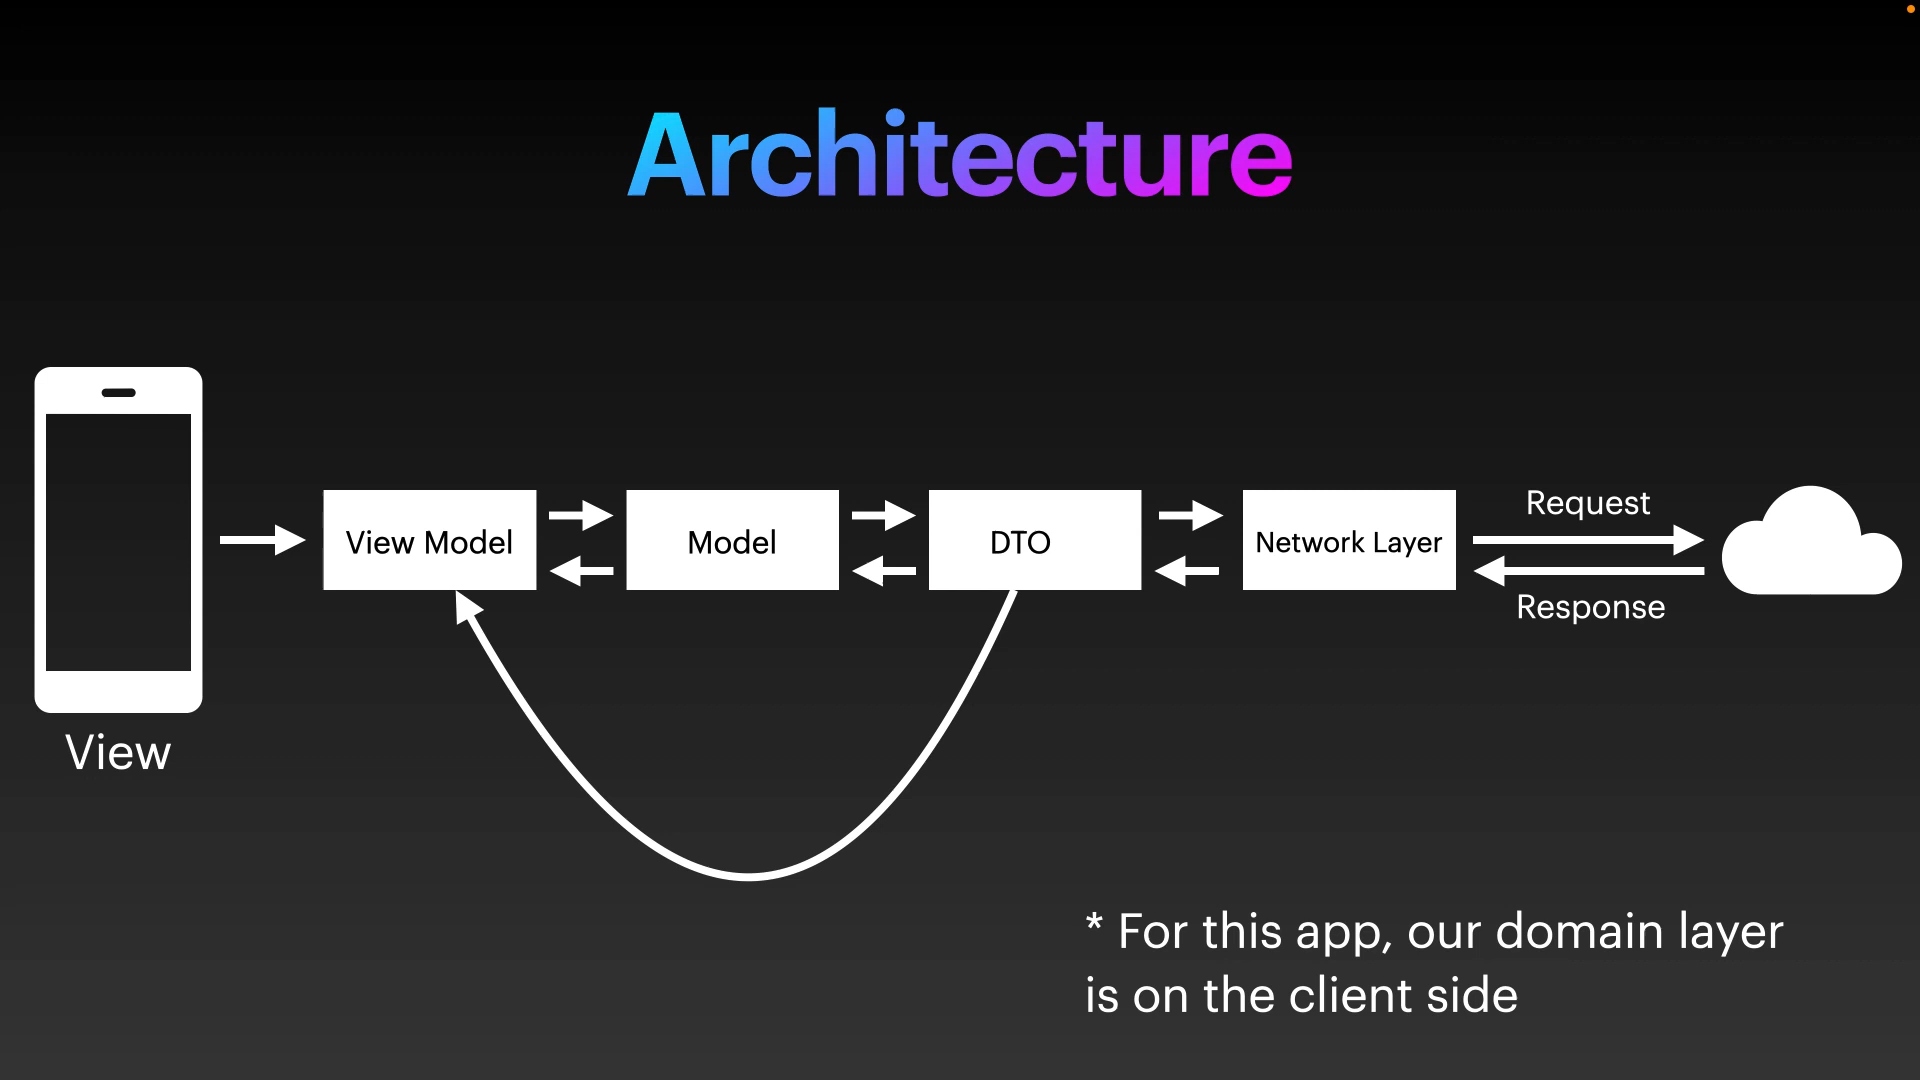 Architecture
View Model
Model
DTO
Network Layer
Request
Response
View
* For this app, our domain layer
is on the client side